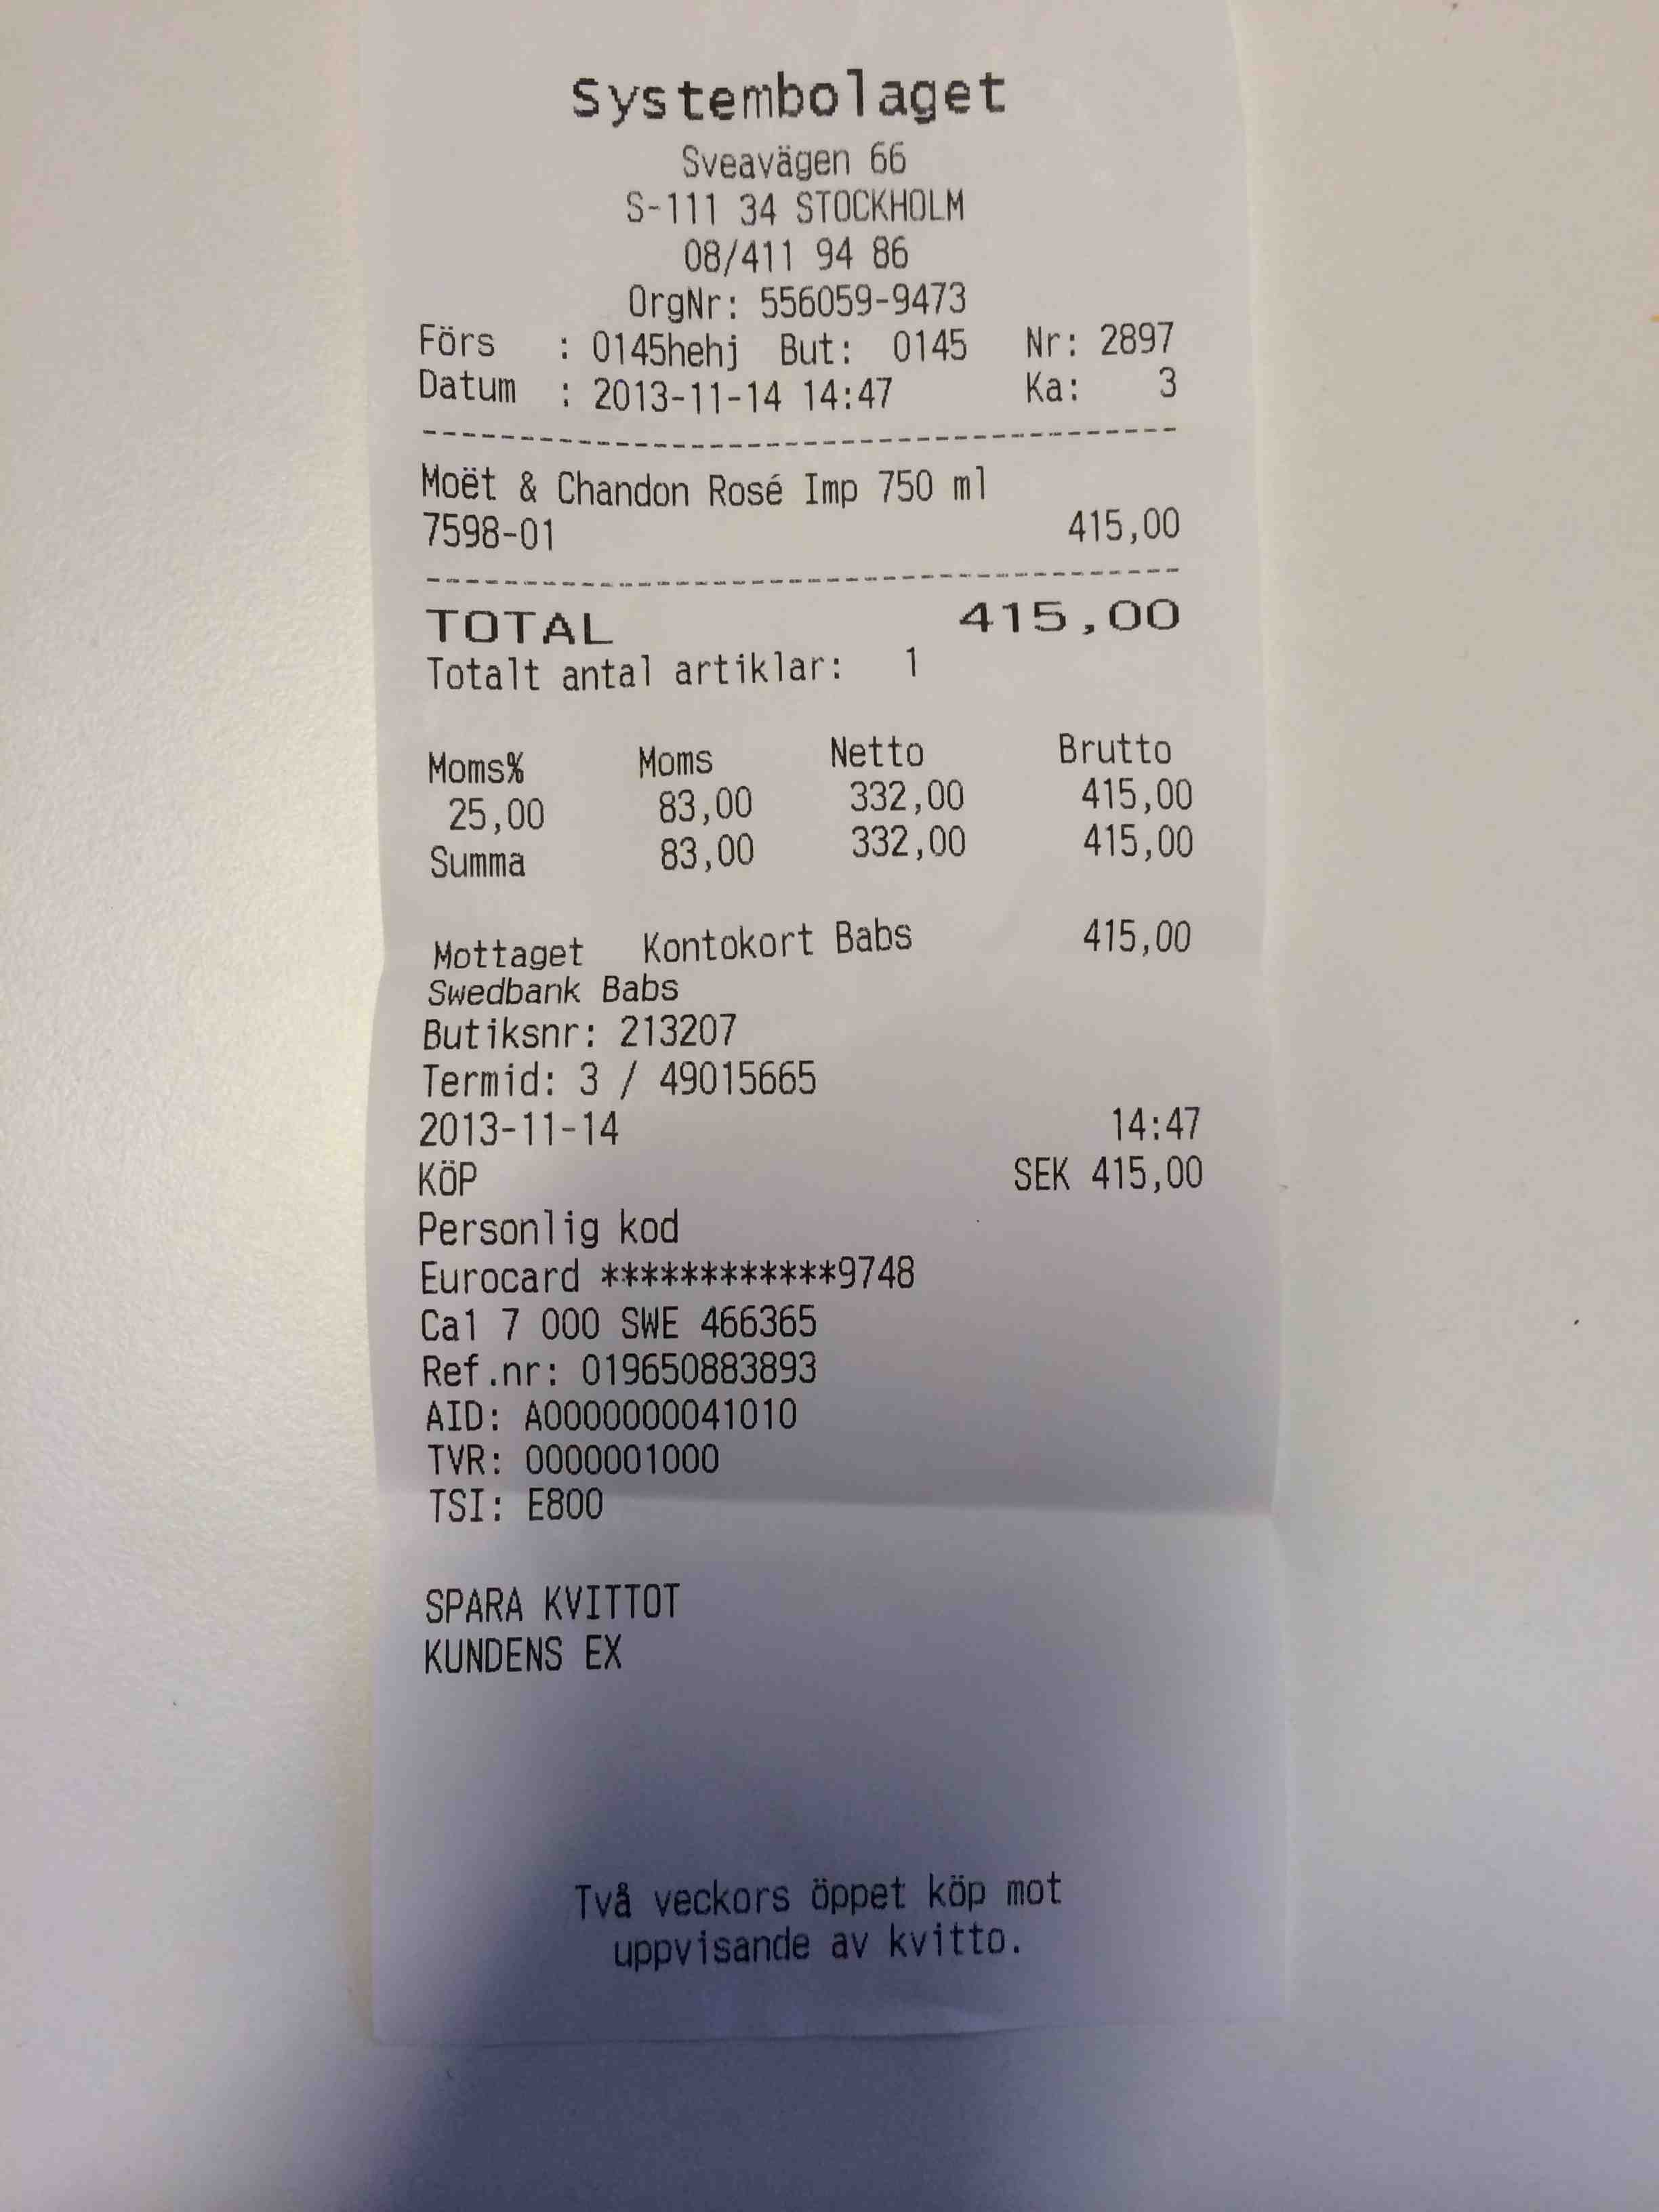 Systembolaget
Sveavägen 66
S-111 34 STOCKHOLM
08/411 94 86
OrgNr: 556059-9473
Förs : 0145hehj But: 0145 Nr: 2897
Datum : 2013-11-14 14:47 Ka: 3
--------------------------------------
Moët & Chandon Rosé Imp 750 ml
7598-01 415,00
--------------------------------------
TOTAL 415,00
Totalt antal artiklar: 1
Moms% Moms Netto Brutto
25,00 83,00 332,00 415,00
Summa 83,00 332,00 415,00
Mottaget Kontokort Babs 415,00
Swedbank Babs
Butiksnr: 213207
Termid: 3 / 49015665
2013-11-14 14:47
KÖP SEK 415,00
Personlig kod
Eurocard ************9748
Ca1 7 000 SWE 466365
Ref.nr: 019650883893
AID: A0000000041010
TVR: 0000001000
TSI: E800
SPARA KVITTOT
KUNDENS EX
Två veckors öppet köp mot
uppvisande av kvitto.